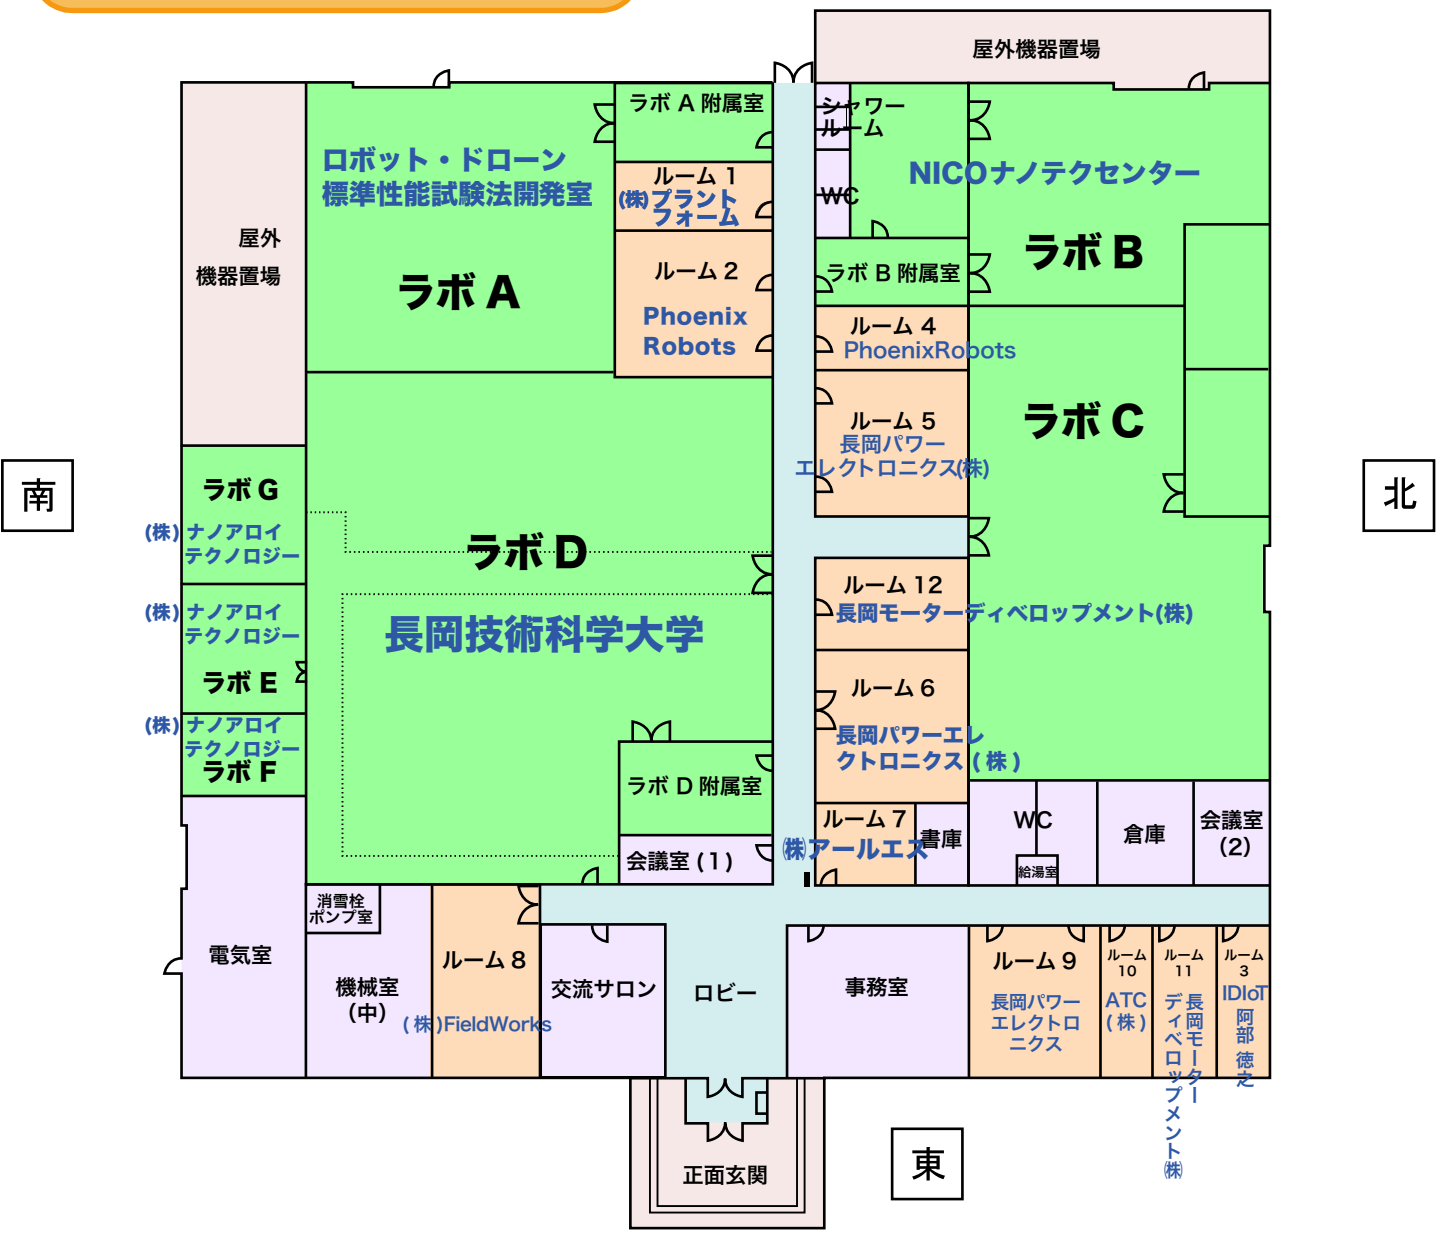 屋外機器置場
ラボ A 附属室
シャワー
ルーム
ロボット・ドローン
標準性能試験法開発室
ルーム 1
(株)プラント
フォーム
NICOナノテクセンター
WC
屋外
機器置場
ラボ A
ルーム 2
Phoenix
Robots
ラボ B 附属室
ラボ B
ルーム 4
PhoenixRobots
ラボ C
ルーム 5
長岡パワー
エレクトロニクス(株)
南
北
ラボ G
(株) ナノアロイ
テクノロジー
ラボ D
長岡技術科学大学
(株) ナノアロイ
テクノロジー
ラボ E
ルーム 12
長岡モーターディベロップメント(株)
ルーム 6
長岡パワーエレ
クトロニクス ( 株 )
(株) ナノアロイ
テクノロジー
ラボ F
ラボ D 附属室
会議室 ( 1 )
ルーム 7
㈱アールエス
書庫
WC
給湯室
倉庫
会議室
(2)
消雪栓
ポンプ室
電気室
機械室
(中)
ルーム 8
( 株 )FieldWorks
交流サロン
ロビー
事務室
ルーム 9
長岡パワー
エレクトロ
ニクス
ルーム
10
ATC
( 株 )
ルーム
11
長岡モーター
ディベロップメント㈱
ルーム
3
IDIoT
阿部 徳之
正面玄関
東